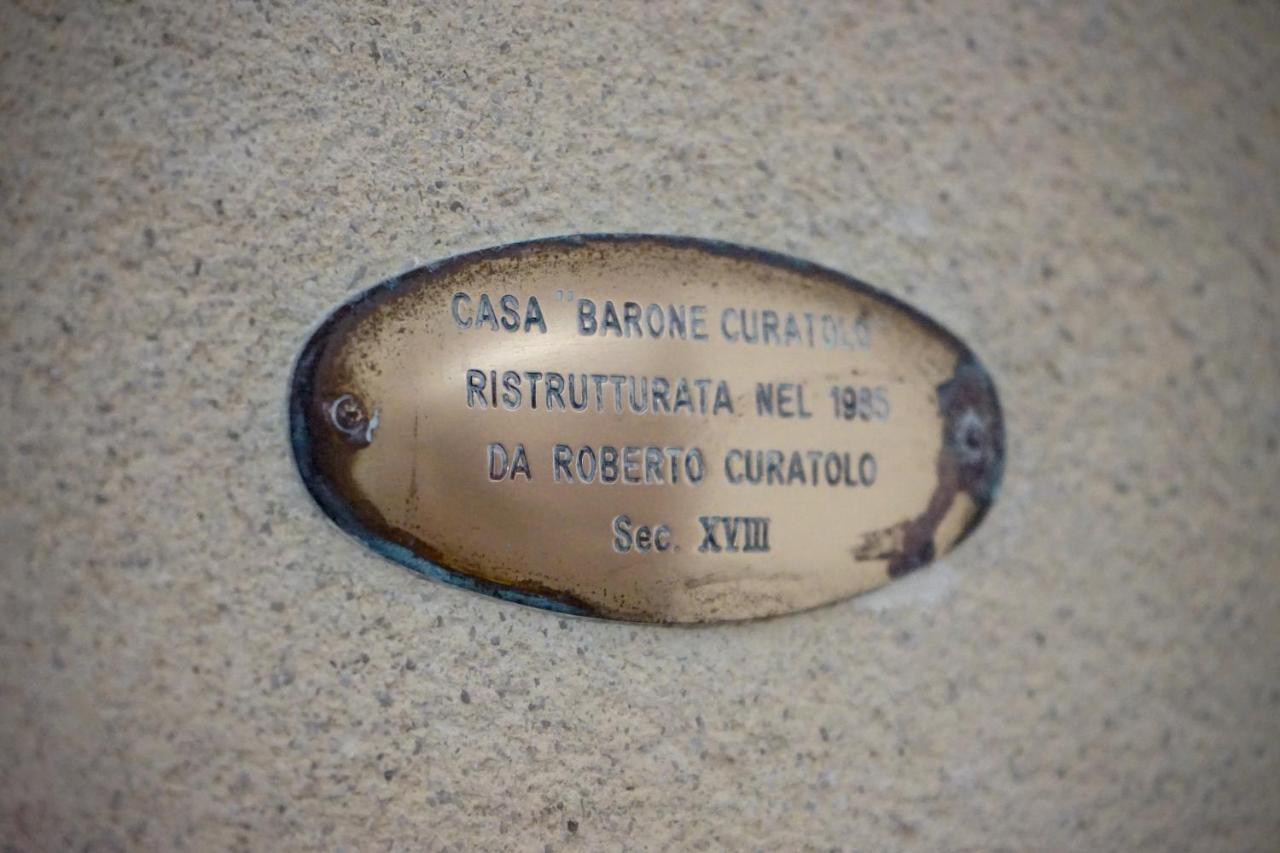 CASA "BARONE CURATOLO"
RISTRUTTURATA NEL 1985
DA ROBERTO CURATOLO
Sec. XVIII